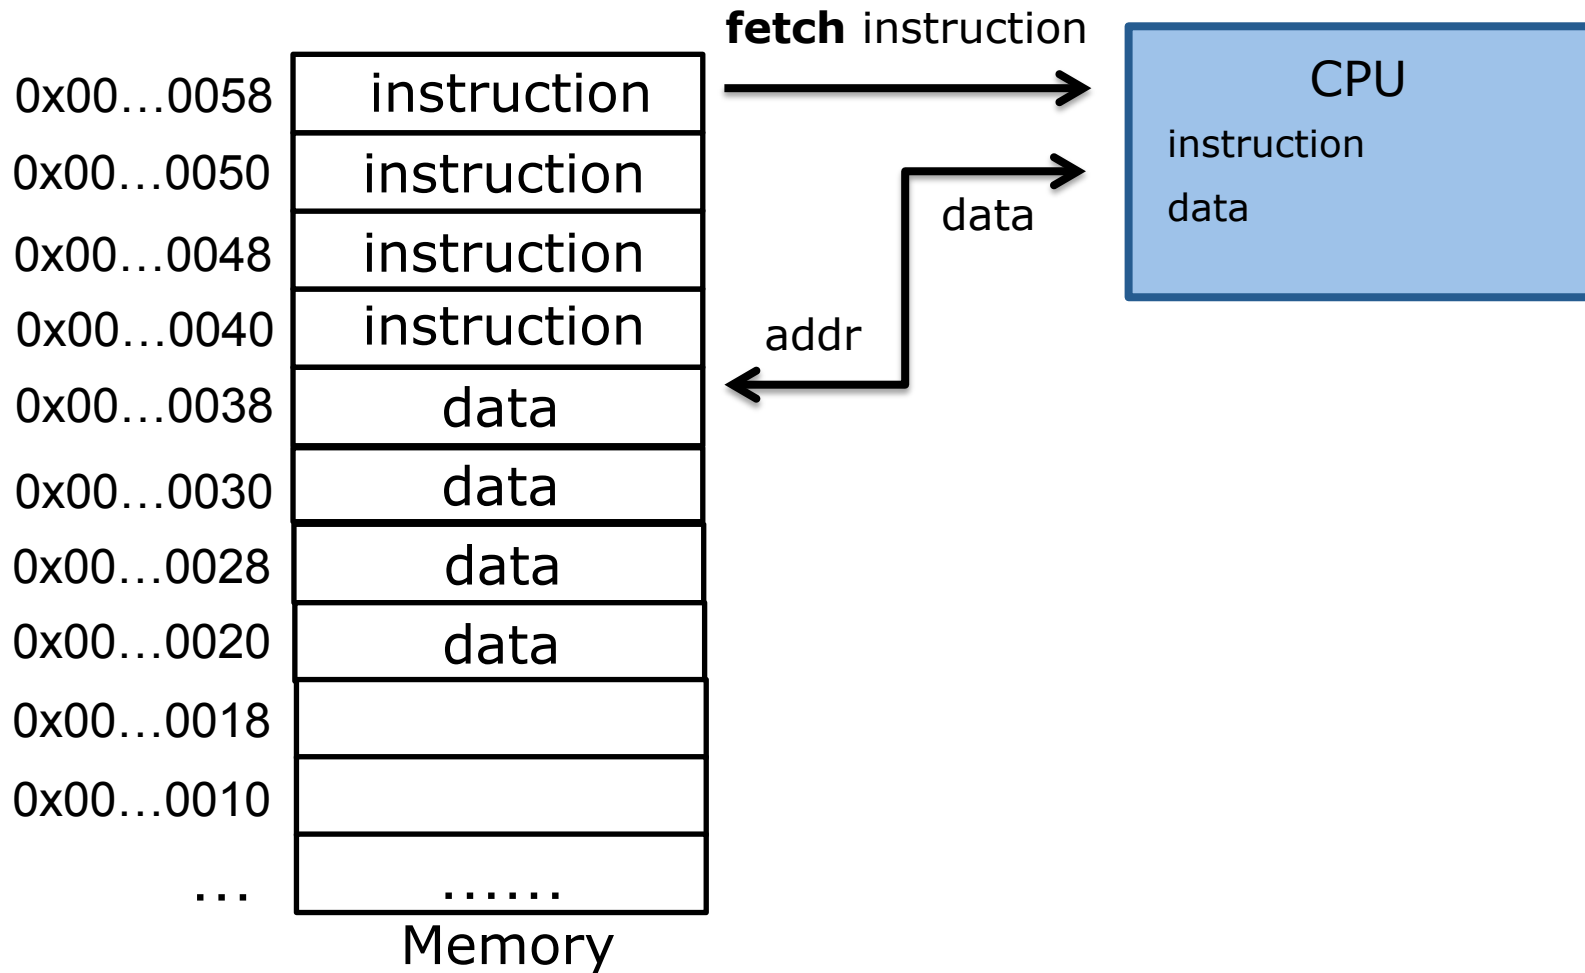 fetch instruction
0x00…0058 instruction
CPU
instruction
0x00…0050 instruction
data
data
0x00…0048 instruction
0x00…0040 instruction
addr
0x00…0038 data
0x00…0030 data
0x00…0028 data
0x00…0020 data
0x00…0018
0x00…0010
… ……
Memory